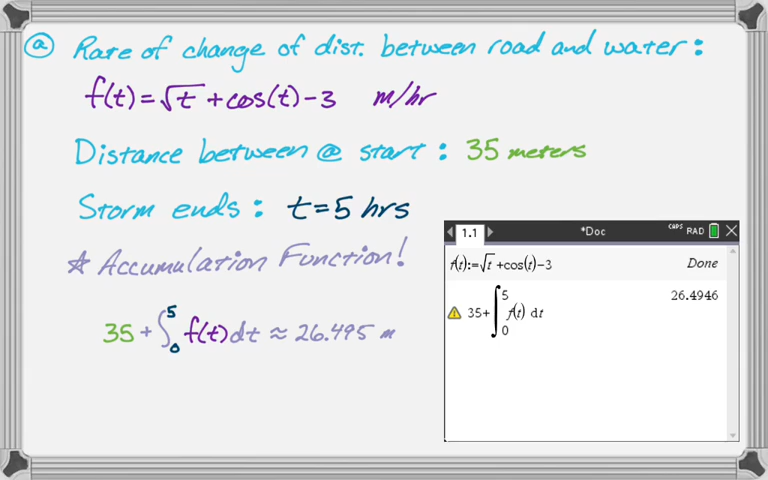 ⓐ Rate of change of dist. between road and water:
f(t) = √t + cos(t) - 3 m/hr
Distance between @ start: 35 meters
Storm ends: t = 5 hrs
☆ Accumulation Function!
35 + ∫₀⁵ f(t) dt ≈ 26.495 m
1.1 *Doc CAPS RAD
f(t):=√t +cos(t)-3 Done
35+∫₀⁵ f(t) dt 26.4946